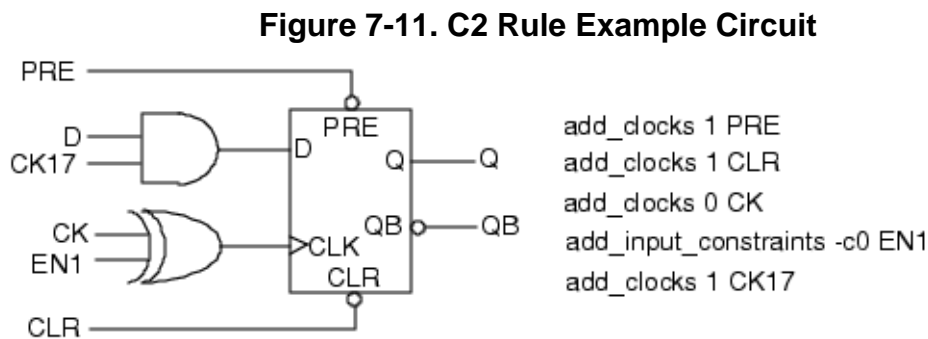 Figure 7-11. C2 Rule Example Circuit
PRE
D
CK17
CK
EN1
CLR
PRE
D
Q
QB
CLK
CLR
Q
QB
add_clocks 1 PRE
add_clocks 1 CLR
add_clocks 0 CK
add_input_constraints -c0 EN1
add_clocks 1 CK17